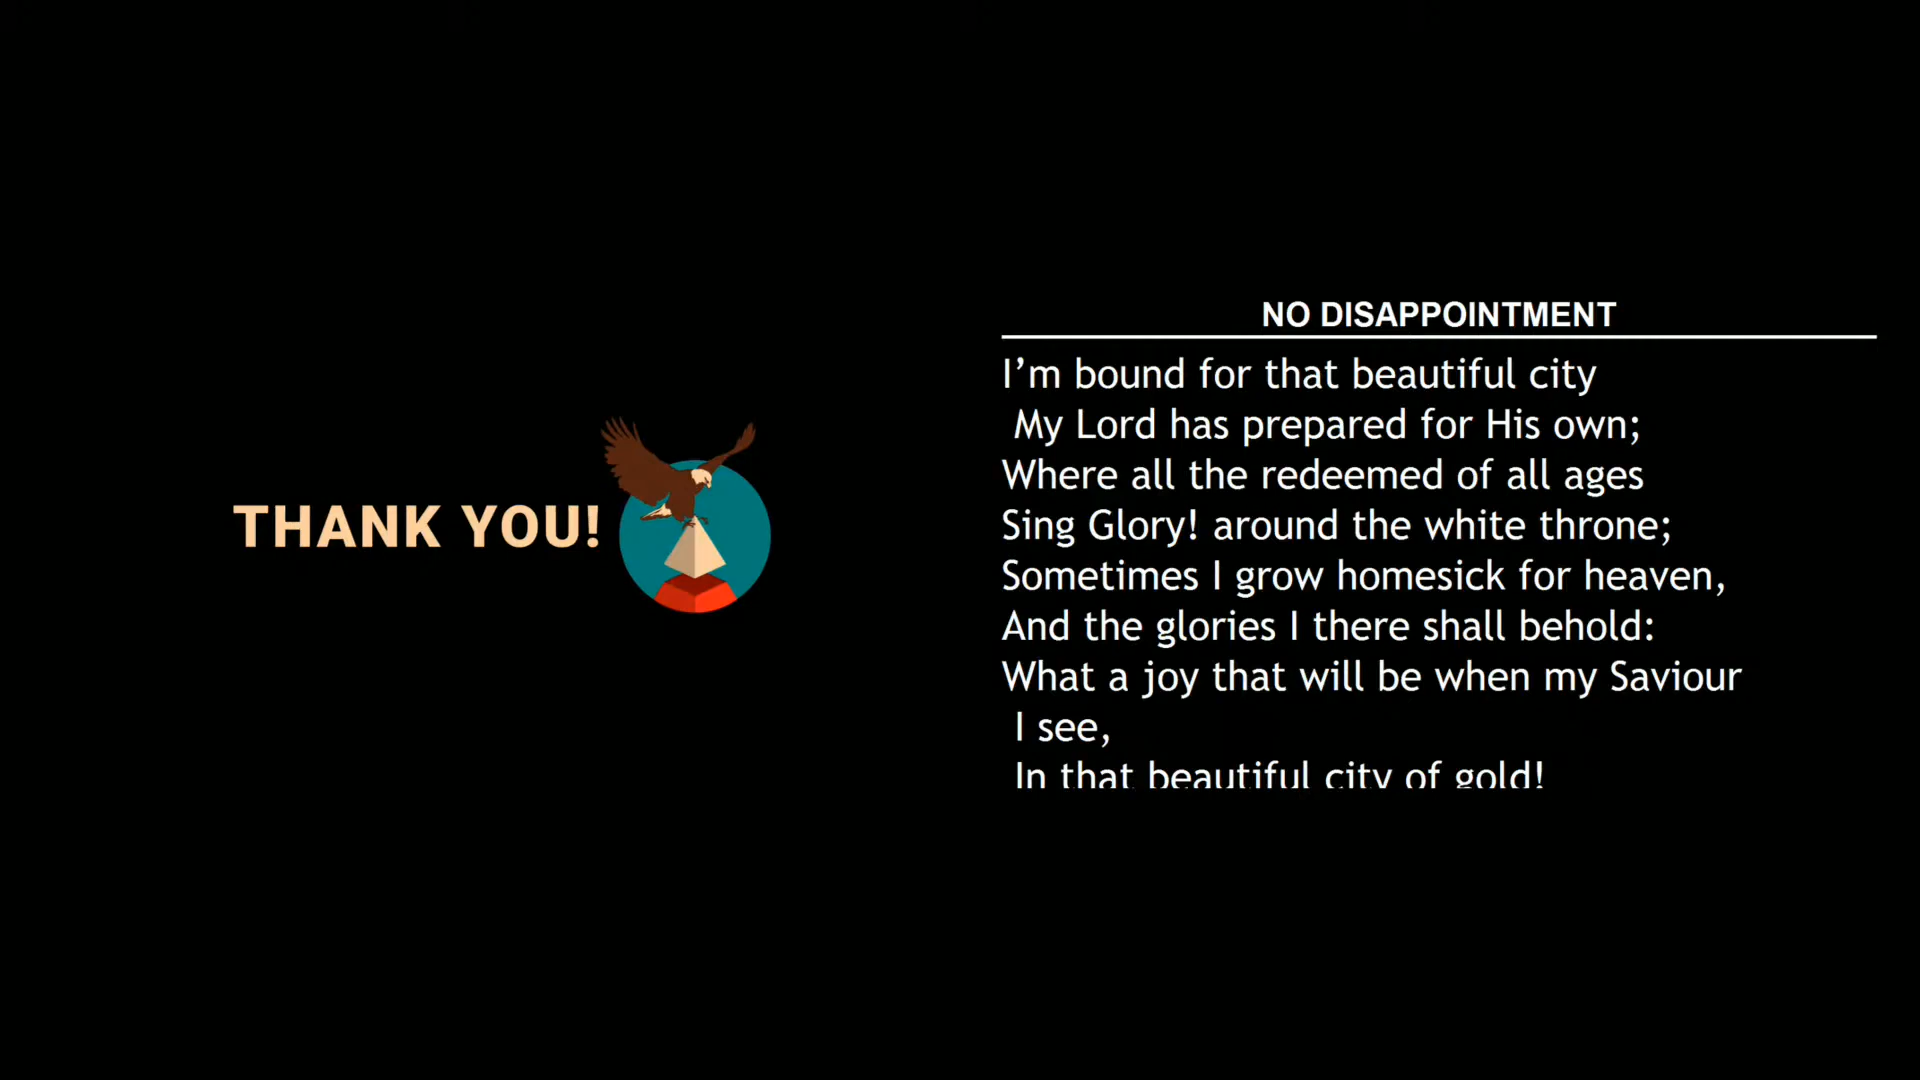 THANK YOU!
NO DISAPPOINTMENT
I’m bound for that beautiful city
My Lord has prepared for His own;
Where all the redeemed of all ages
Sing Glory! around the white throne;
Sometimes I grow homesick for heaven,
And the glories I there shall behold:
What a joy that will be when my Saviour
I see,
In that beautiful city of gold!